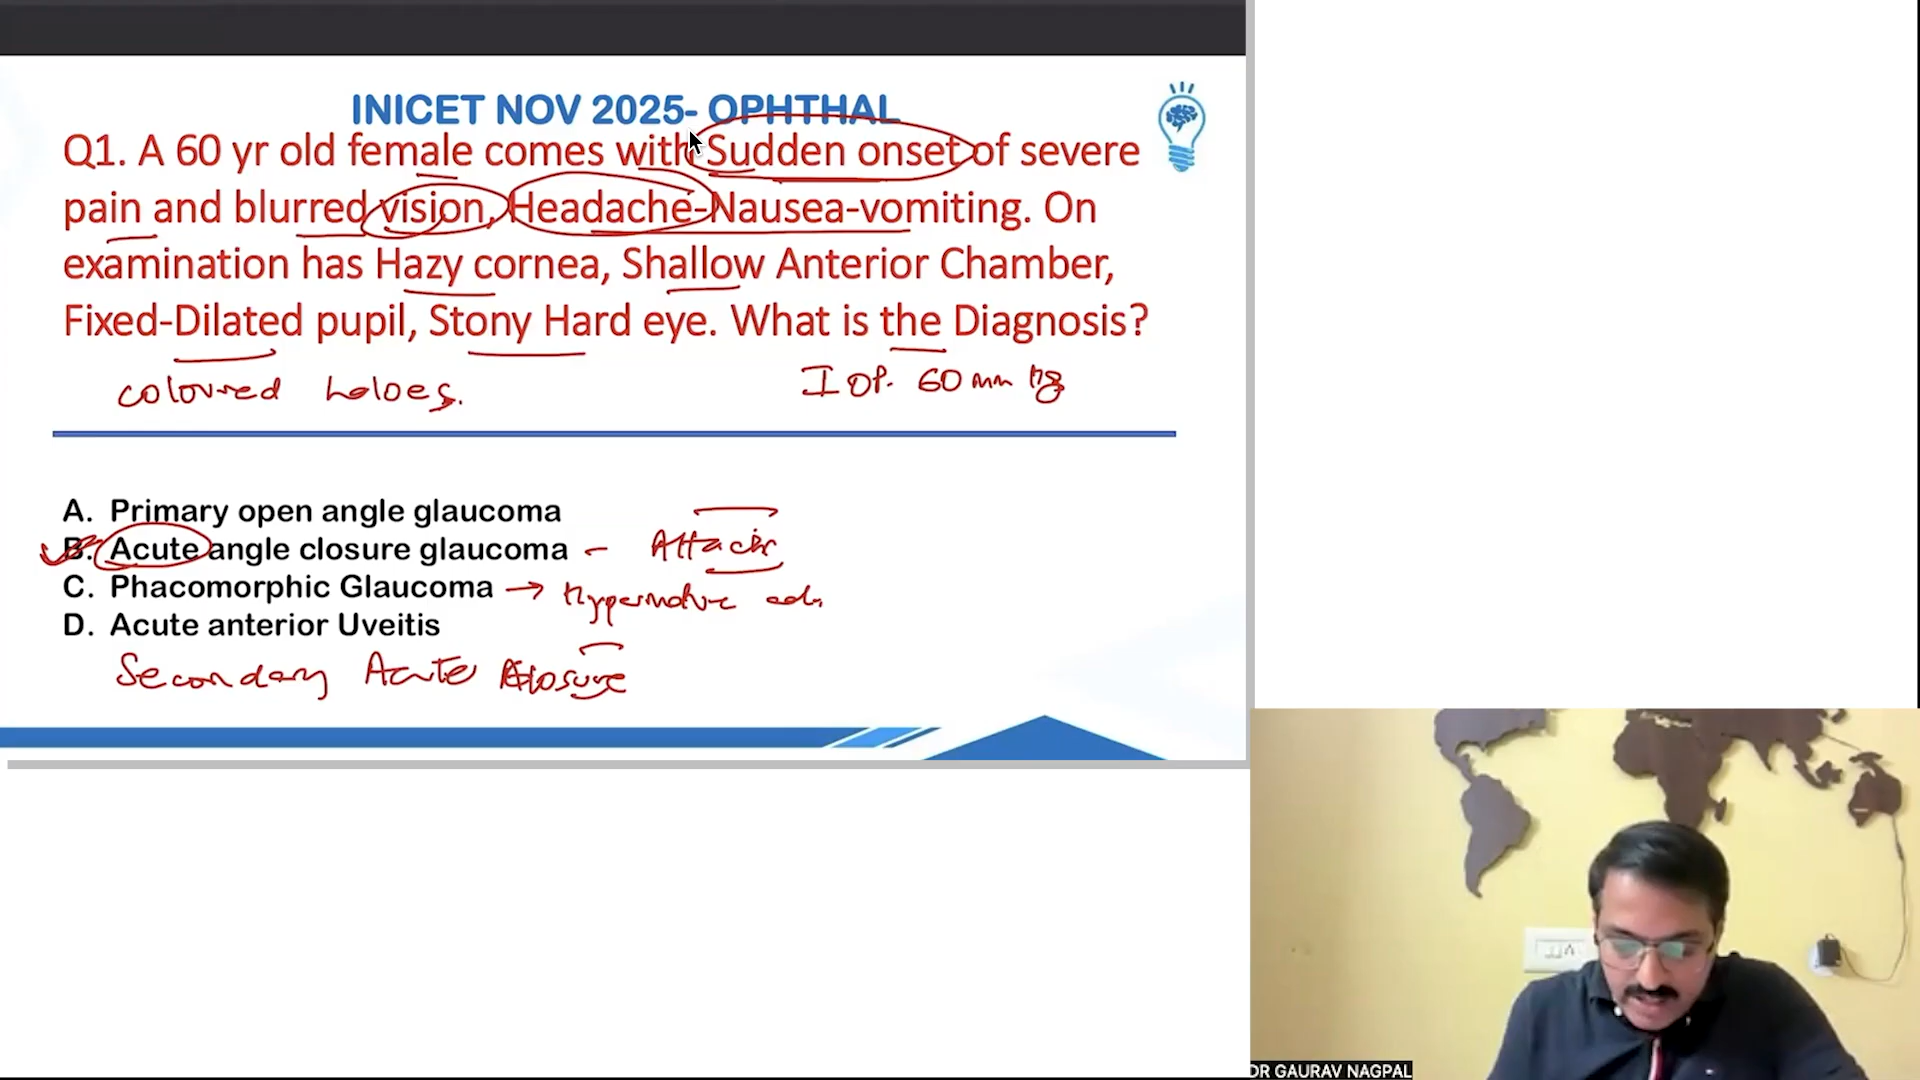 INICET NOV 2025- OPHTHAL
Q1. A 60 yr old female comes with Sudden onset of severe
pain and blurred vision, Headache-Nausea-vomiting. On
examination has Hazy cornea, Shallow Anterior Chamber,
Fixed-Dilated pupil, Stony Hard eye. What is the Diagnosis?
coloured haloes. IOP. 60 mm Hg
A. Primary open angle glaucoma
B. Acute angle closure glaucoma - Attack
C. Phacomorphic Glaucoma → Hypermature
D. Acute anterior Uveitis
Secondary Acute closure
DR GAURAV NAGPAL